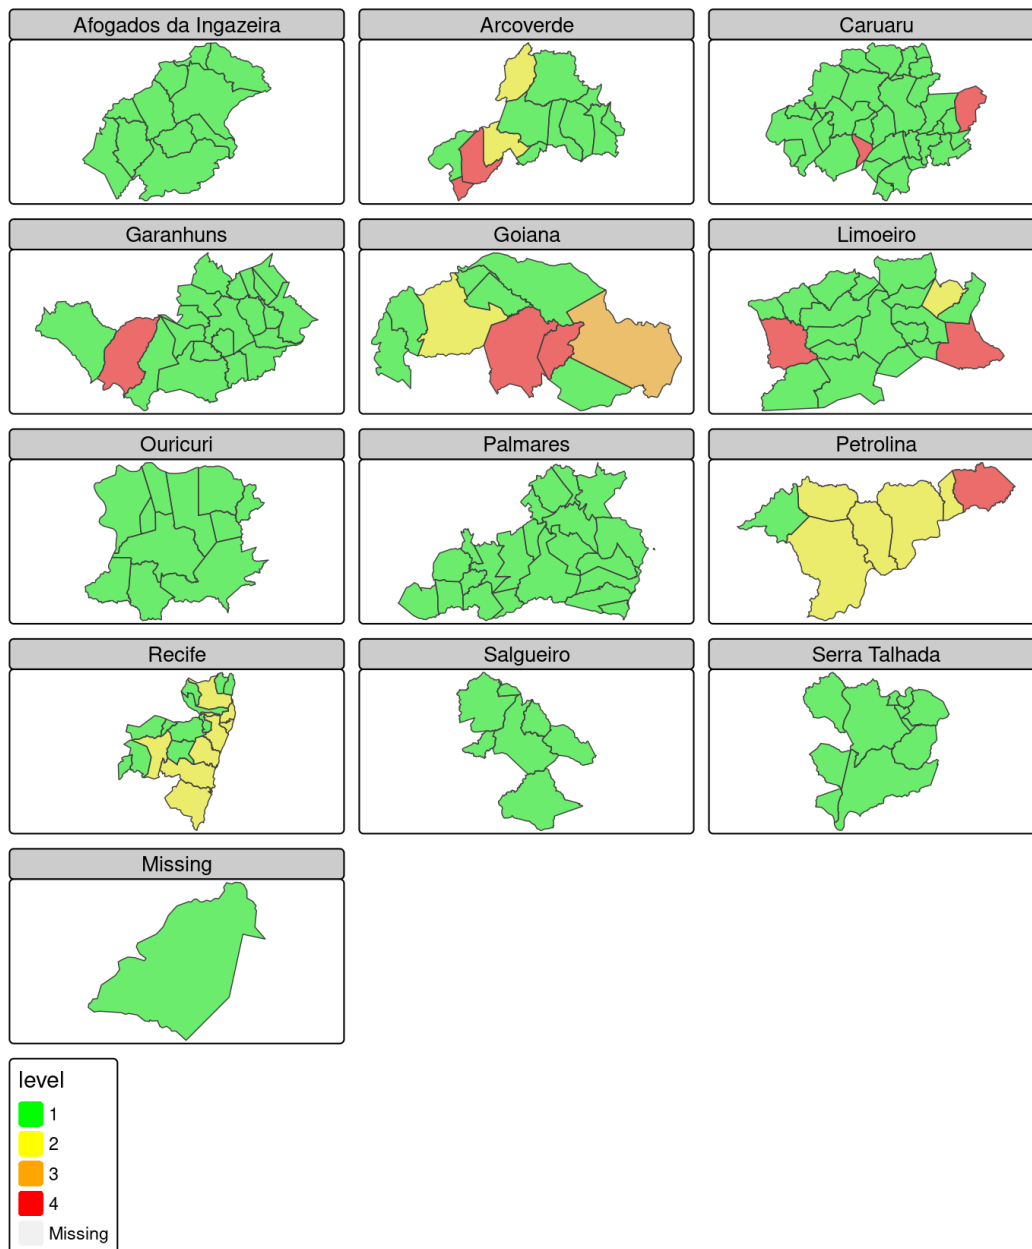 Afogados da Ingazeira
Arcoverde
Caruaru
Garanhuns
Goiana
Limoeiro
Ouricuri
Palmares
Petrolina
Recife
Salgueiro
Serra Talhada
Missing
level
1
2
3
4
Missing